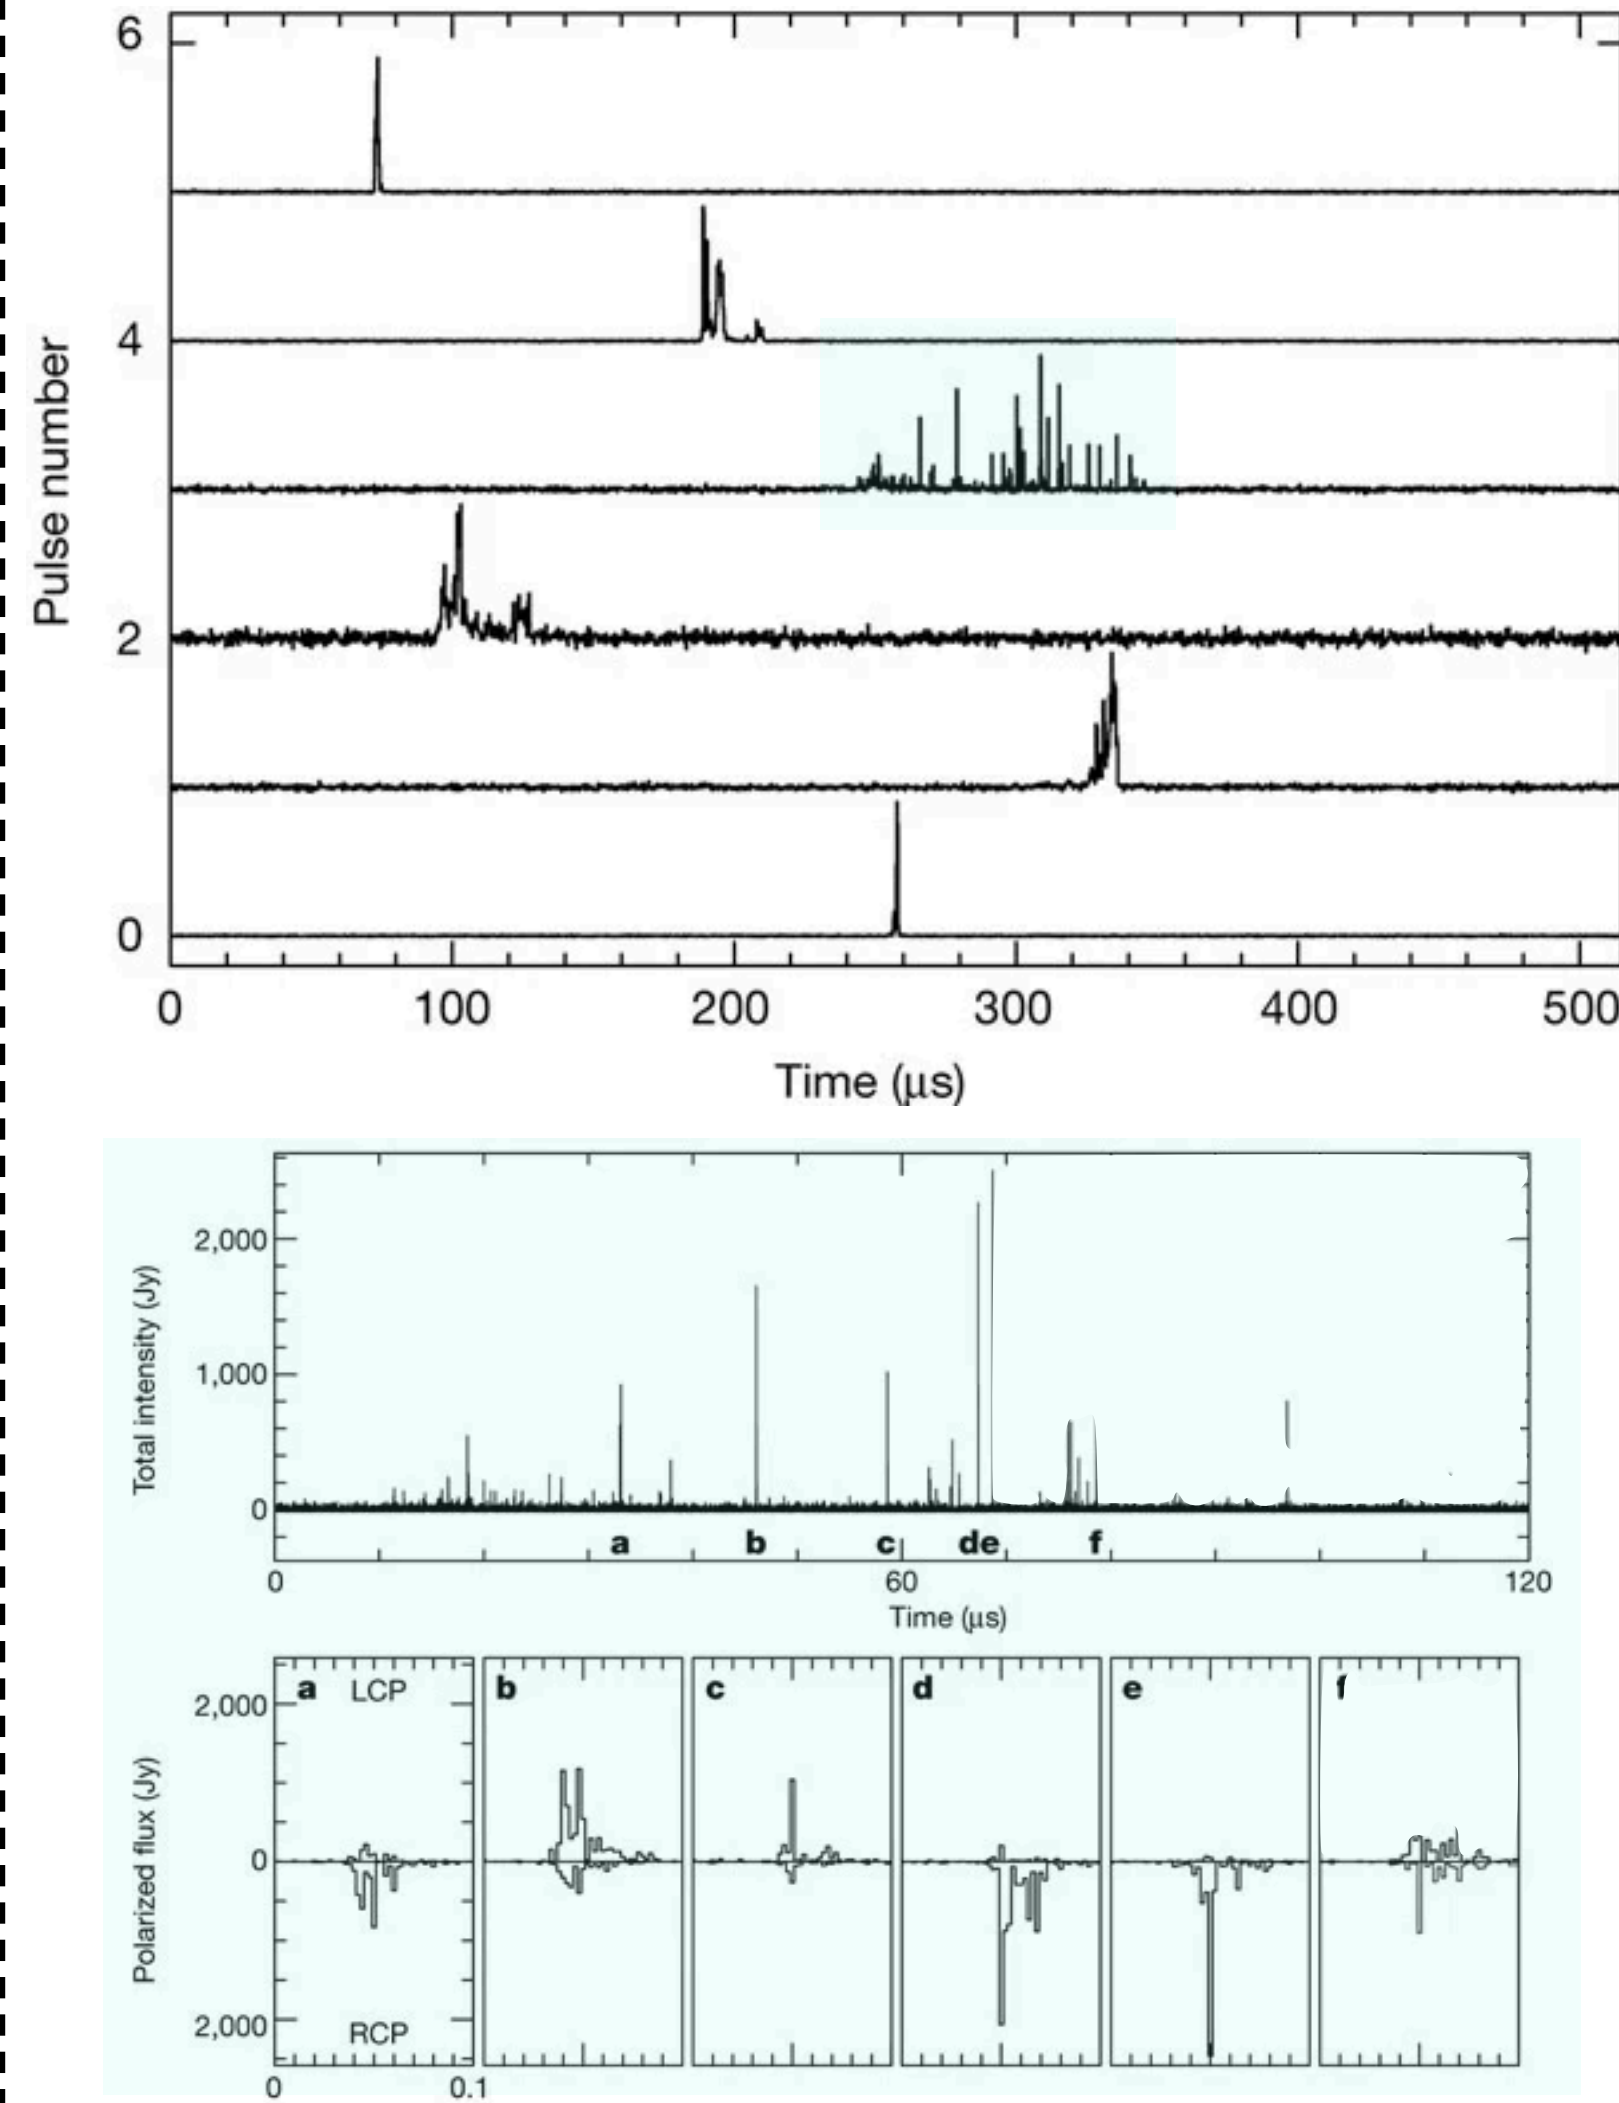 6
4
2
0
Pulse number
0 100 200 300 400 500
Time (μs)
2,000
1,000
0
Total intensity (Jy)
a b c de f
0 60 120
Time (μs)
a LCP b c d e f
2,000
0
2,000
Polarized flux (Jy)
RCP
0 0.1